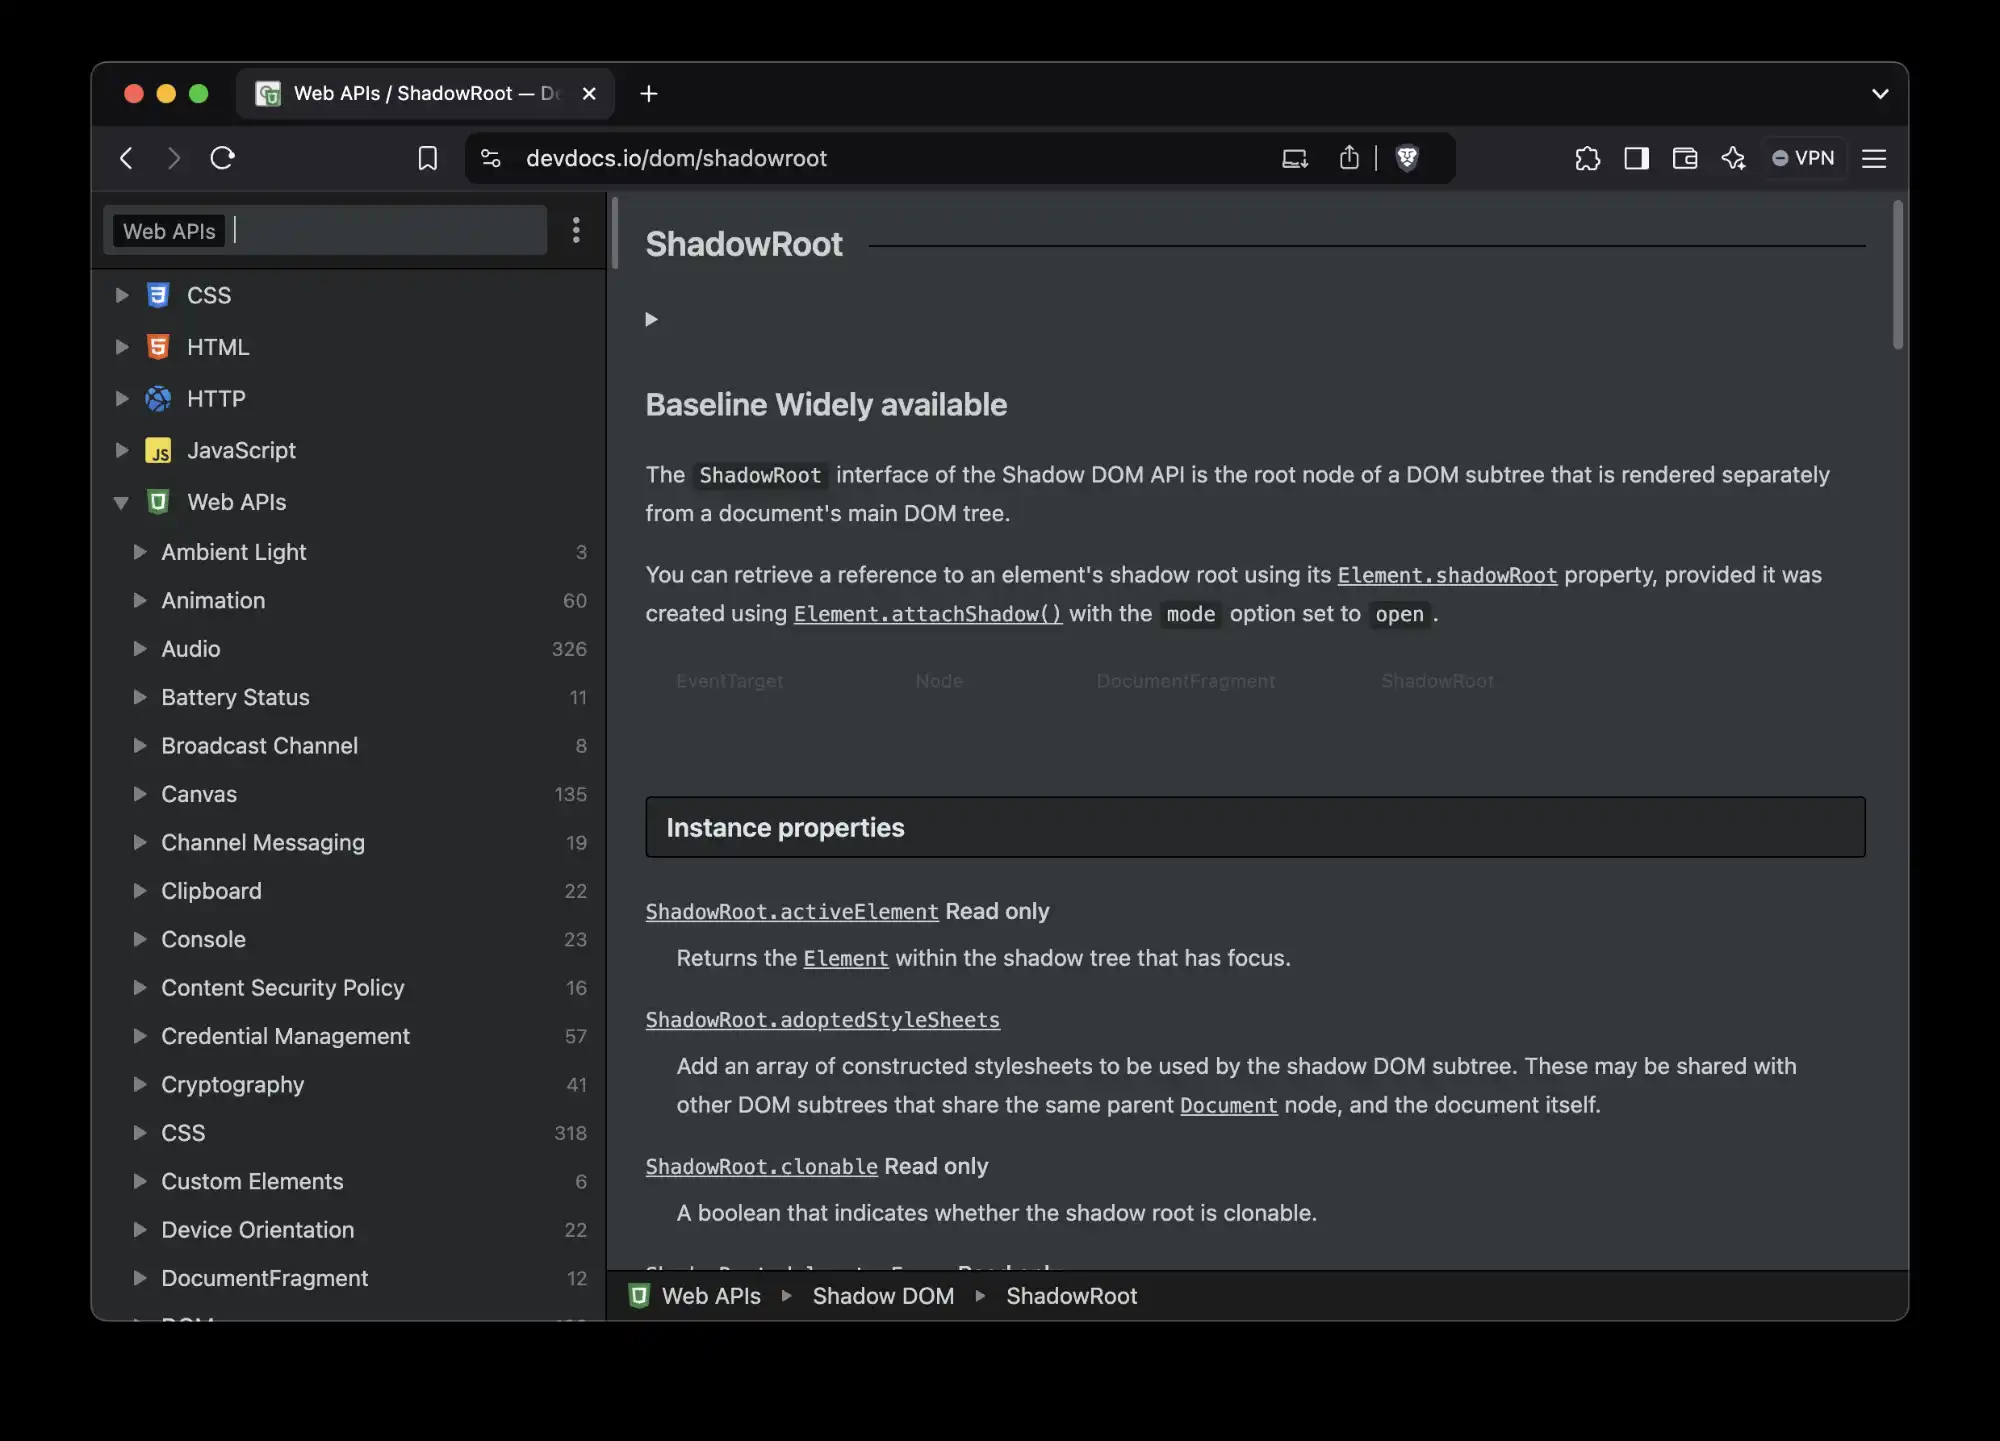 Web APIs / ShadowRoot — De
devdocs.io/dom/shadowroot
VPN
Web APIs
CSS
HTML
HTTP
JavaScript
Web APIs
Ambient Light 3
Animation 60
Audio 326
Battery Status 11
Broadcast Channel 8
Canvas 135
Channel Messaging 19
Clipboard 22
Console 23
Content Security Policy 16
Credential Management 57
Cryptography 41
CSS 318
Custom Elements 6
Device Orientation 22
DocumentFragment 12
ShadowRoot
Baseline Widely available
The ShadowRoot interface of the Shadow DOM API is the root node of a DOM subtree that is rendered separately
from a document's main DOM tree.
You can retrieve a reference to an element's shadow root using its Element.shadowRoot property, provided it was
created using Element.attachShadow() with the mode option set to open.
EventTarget Node DocumentFragment ShadowRoot
Instance properties
ShadowRoot.activeElement Read only
Returns the Element within the shadow tree that has focus.
ShadowRoot.adoptedStyleSheets
Add an array of constructed stylesheets to be used by the shadow DOM subtree. These may be shared with
other DOM subtrees that share the same parent Document node, and the document itself.
ShadowRoot.clonable Read only
A boolean that indicates whether the shadow root is clonable.
Web APIs Shadow DOM ShadowRoot